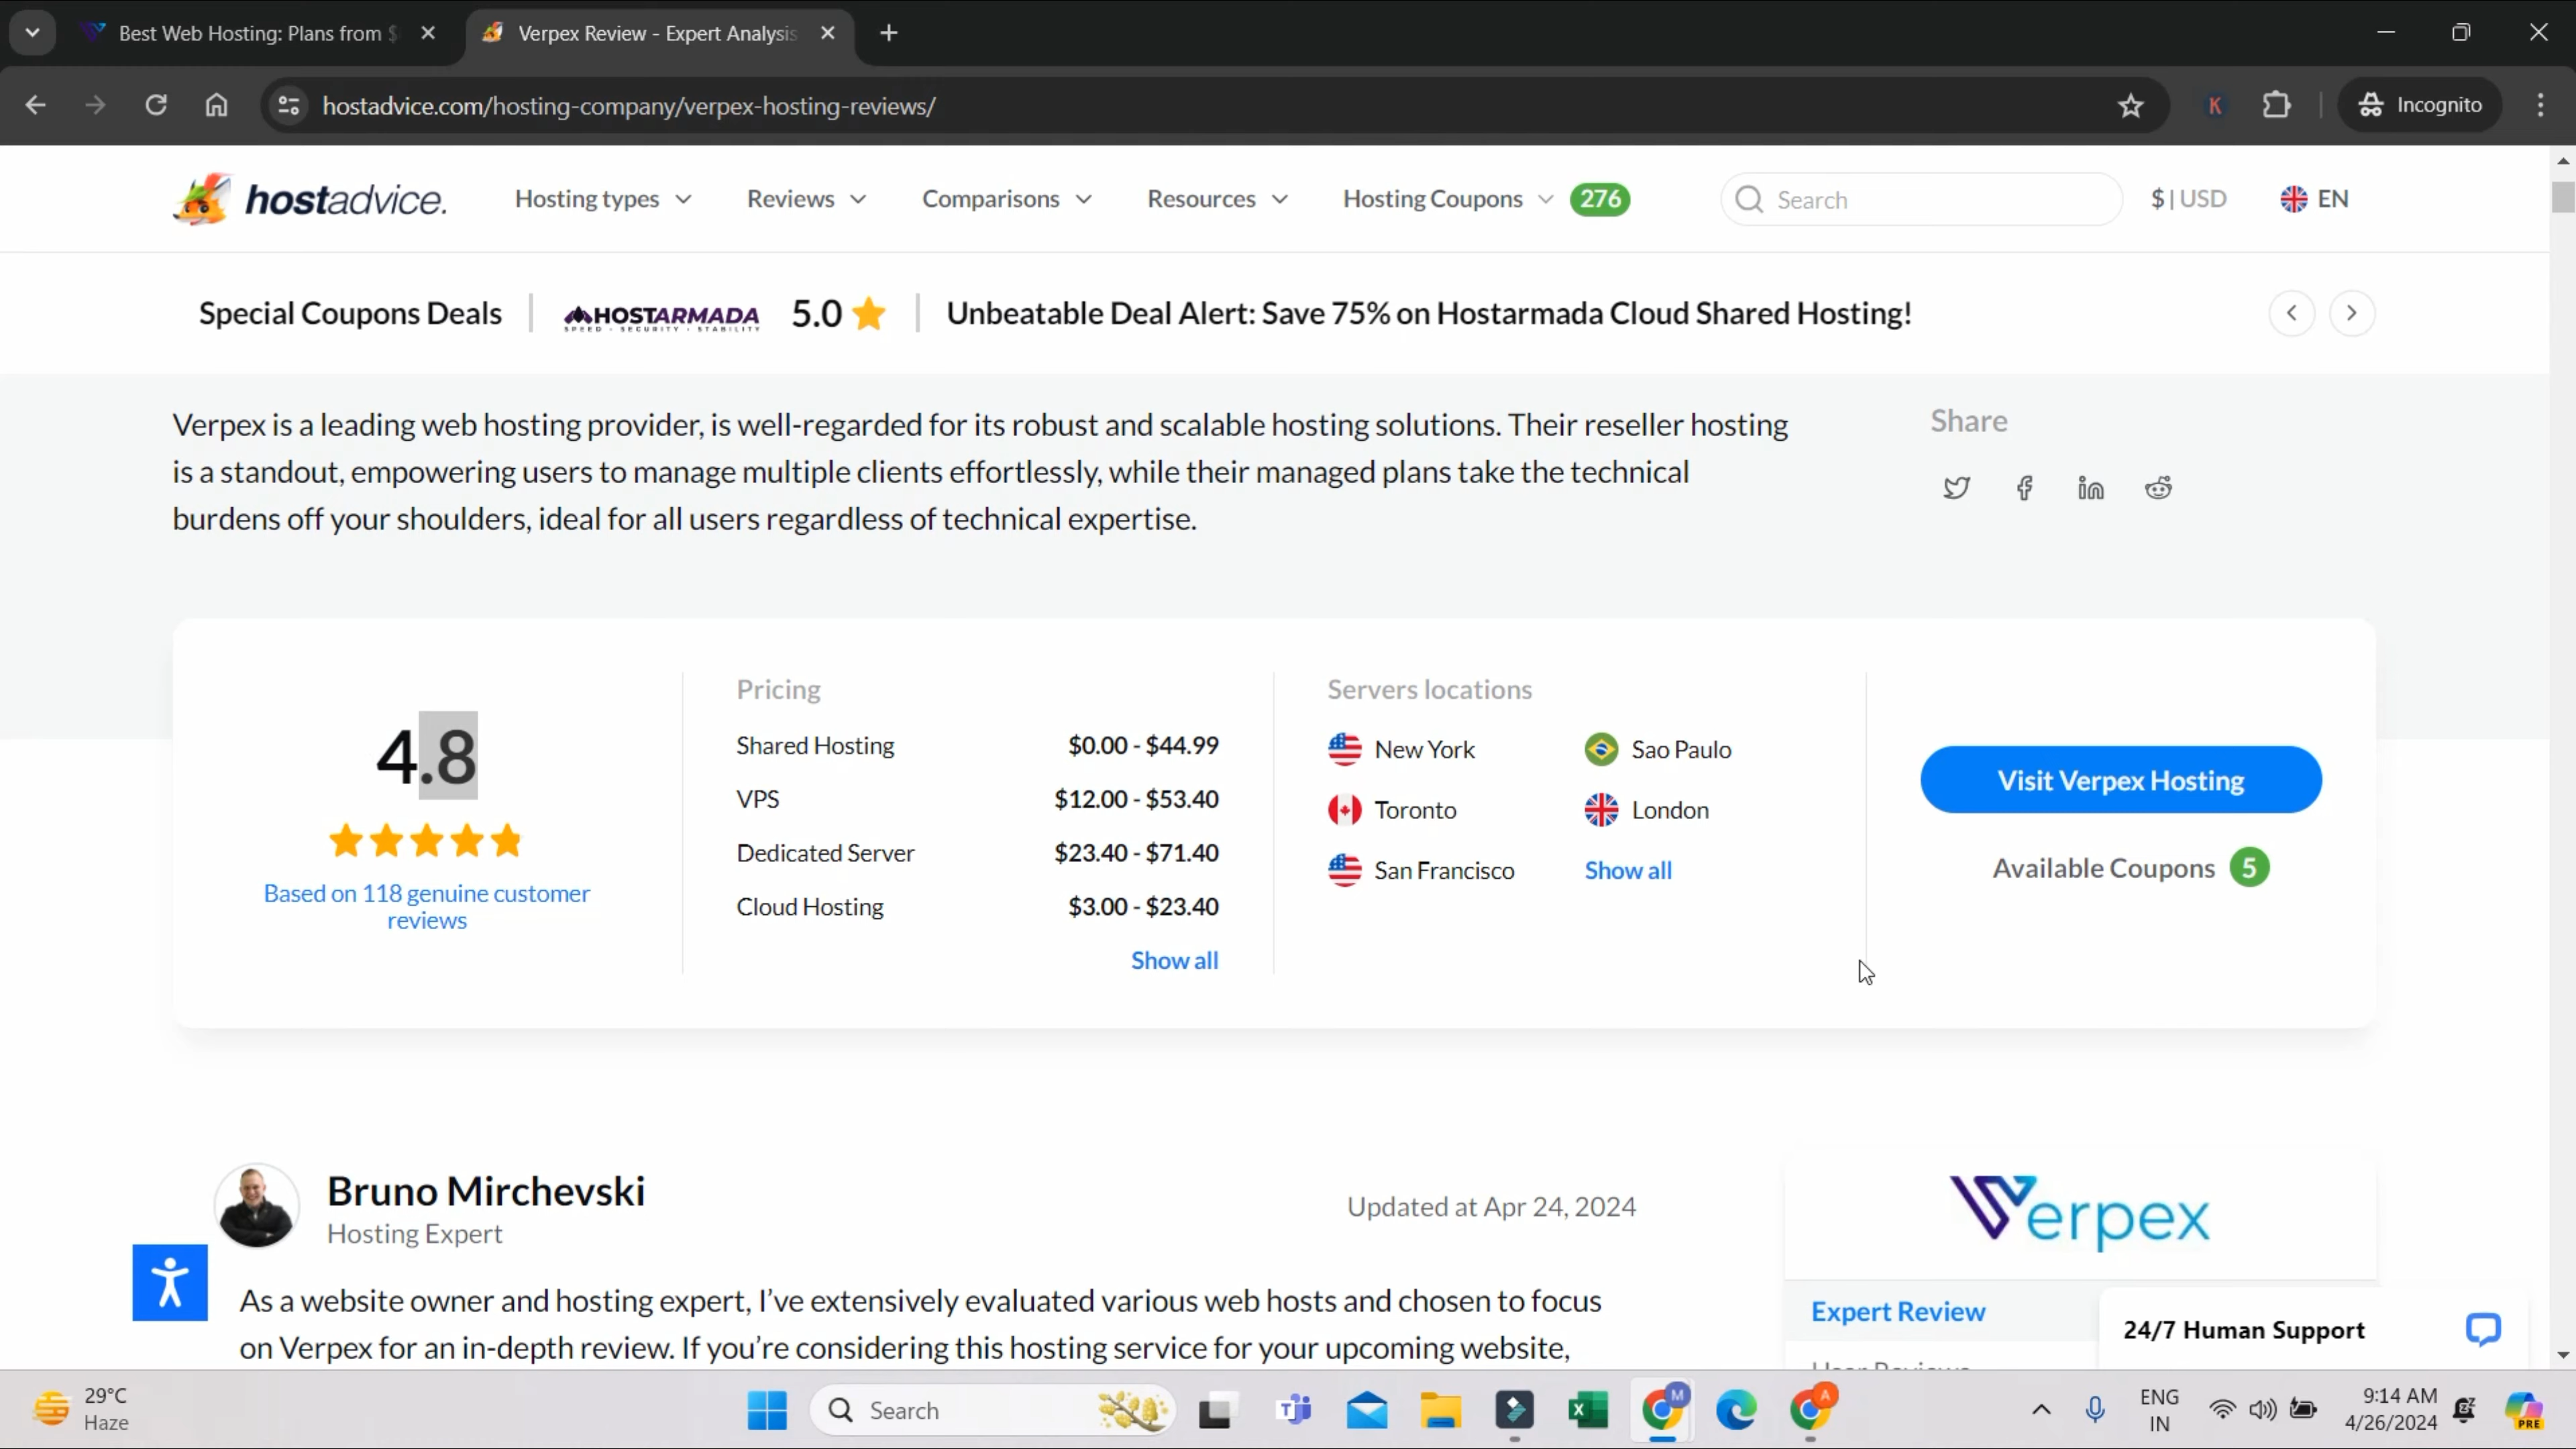 Best Web Hosting: Plans from $
Verpex Review - Expert Analysis
hostadvice.com/hosting-company/verpex-hosting-reviews/
K
Incognito
hostadvice.
Hosting types
Reviews
Comparisons
Resources
Hosting Coupons 276
Search
$ | USD
EN
Special Coupons Deals
HOSTARMADA
SPEED · SECURITY · STABILITY
5.0
Unbeatable Deal Alert: Save 75% on Hostarmada Cloud Shared Hosting!
Verpex is a leading web hosting provider, is well-regarded for its robust and scalable hosting solutions. Their reseller hosting
is a standout, empowering users to manage multiple clients effortlessly, while their managed plans take the technical
burdens off your shoulders, ideal for all users regardless of technical expertise.
Share
4.8
Based on 118 genuine customer
reviews
Pricing
Shared Hosting $0.00 - $44.99
VPS $12.00 - $53.40
Dedicated Server $23.40 - $71.40
Cloud Hosting $3.00 - $23.40
Show all
Servers locations
New York Sao Paulo
Toronto London
San Francisco Show all
Visit Verpex Hosting
Available Coupons 5
Bruno Mirchevski
Hosting Expert
Updated at Apr 24, 2024
As a website owner and hosting expert, I've extensively evaluated various web hosts and chosen to focus
on Verpex for an in-depth review. If you're considering this hosting service for your upcoming website,
Verpex
Expert Review
User Reviews
24/7 Human Support
29°C
Haze
Search
M
A
ENG
IN
9:14 AM
4/26/2024
PRE